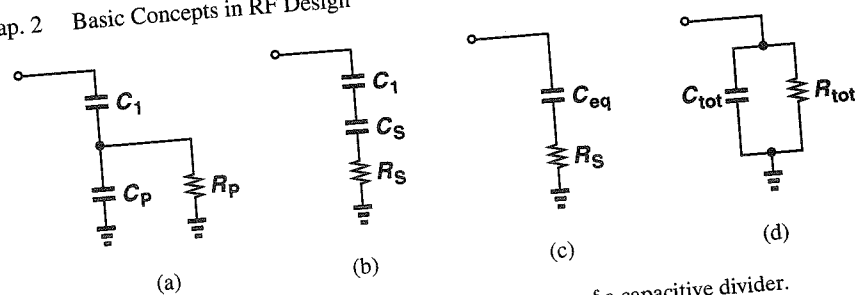 ap. 2 Basic Concepts in RF Design
C1
CP
RP
(a)
C1
CS
RS
(b)
Ceq
RS
(c)
Ctot
Rtot
(d)
a capacitive divider.